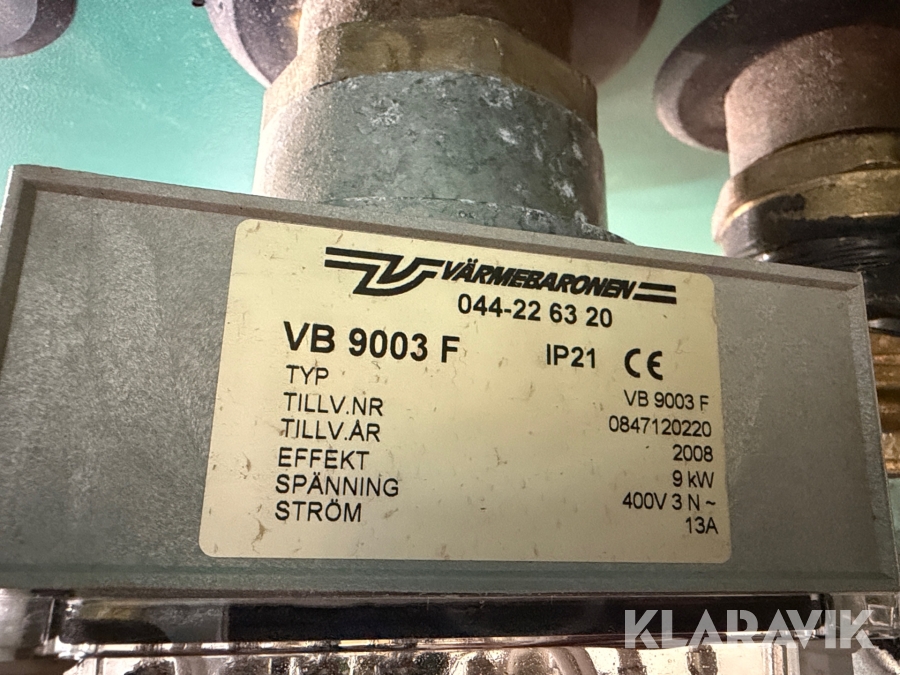 VÄRMEBARONEN
044-22 63 20
VB 9003 F IP21 CE
TYP VB 9003 F
TILLV.NR 0847120220
TILLV.ÅR 2008
EFFEKT 9 kW
SPÄNNING 400V 3 N ~
STRÖM 13A
KLARAVIK